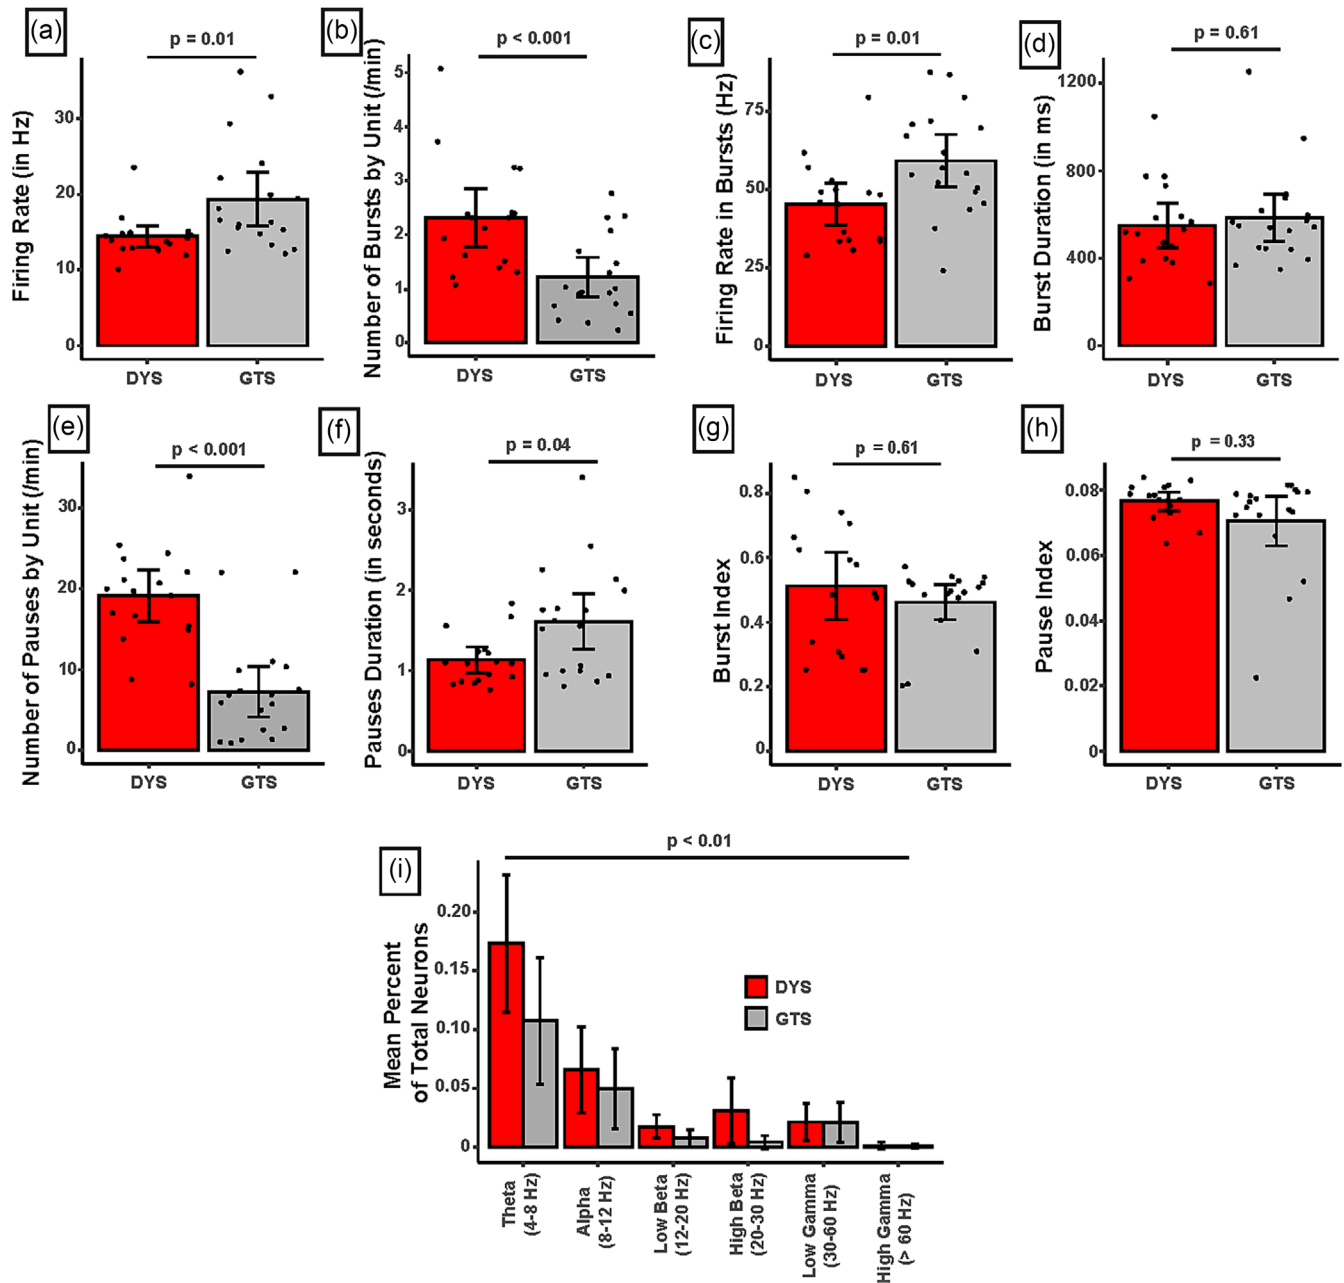 (a)
p = 0.01
Firing Rate (in Hz)
30
20
10
0
DYS
GTS
(b)
p < 0.001
Number of Bursts by Unit (/min)
5
4
3
2
1
0
DYS
GTS
(c)
p = 0.01
Firing Rate in Bursts (Hz)
75
50
25
0
DYS
GTS
(d)
p = 0.61
Burst Duration (in ms)
1200
800
400
0
DYS
GTS
(e)
p < 0.001
Number of Pauses by Unit (/min)
30
20
10
0
DYS
GTS
(f)
p = 0.04
Pauses Duration (in seconds)
3
2
1
0
DYS
GTS
(g)
p = 0.61
Burst Index
0.8
0.6
0.4
0.2
0
DYS
GTS
(h)
p = 0.33
Pause Index
0.08
0.06
0.04
0.02
0
DYS
GTS
(i)
p < 0.01
Mean Percent
of Total Neurons
0.20
0.15
0.10
0.05
0
DYS
GTS
Theta
(4-8 Hz)
Alpha
(8-12 Hz)
Low Beta
(12-20 Hz)
High Beta
(20-30 Hz)
Low Gamma
(30-60 Hz)
High Gamma
(> 60 Hz)